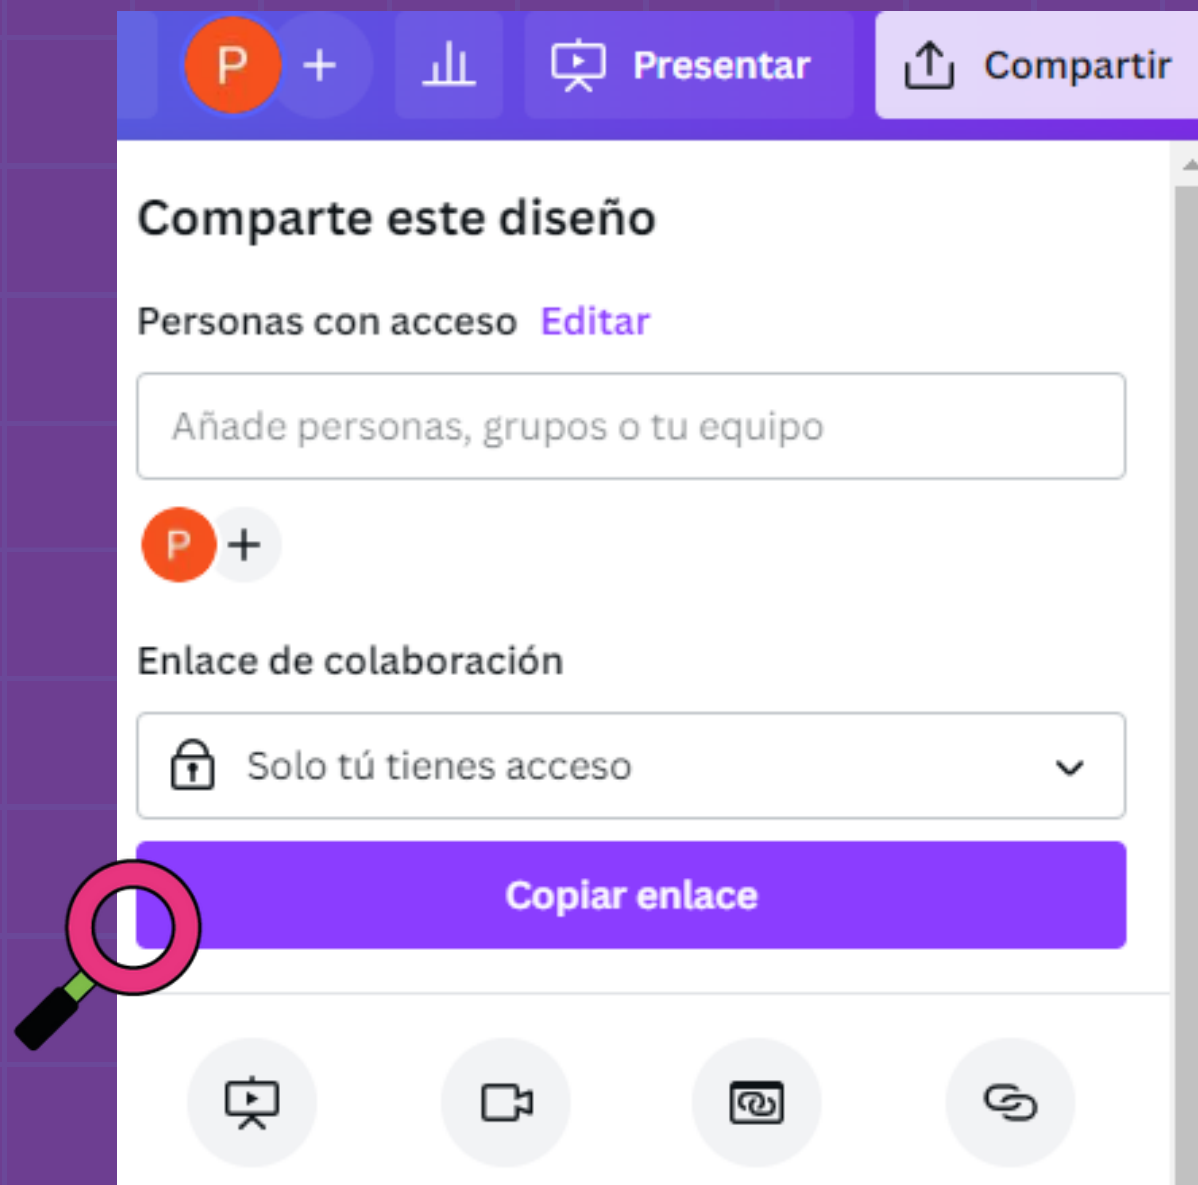 P + Presentar Compartir
Comparte este diseño
Personas con acceso Editar
Añade personas, grupos o tu equipo
P +
Enlace de colaboración
Solo tú tienes acceso
Copiar enlace